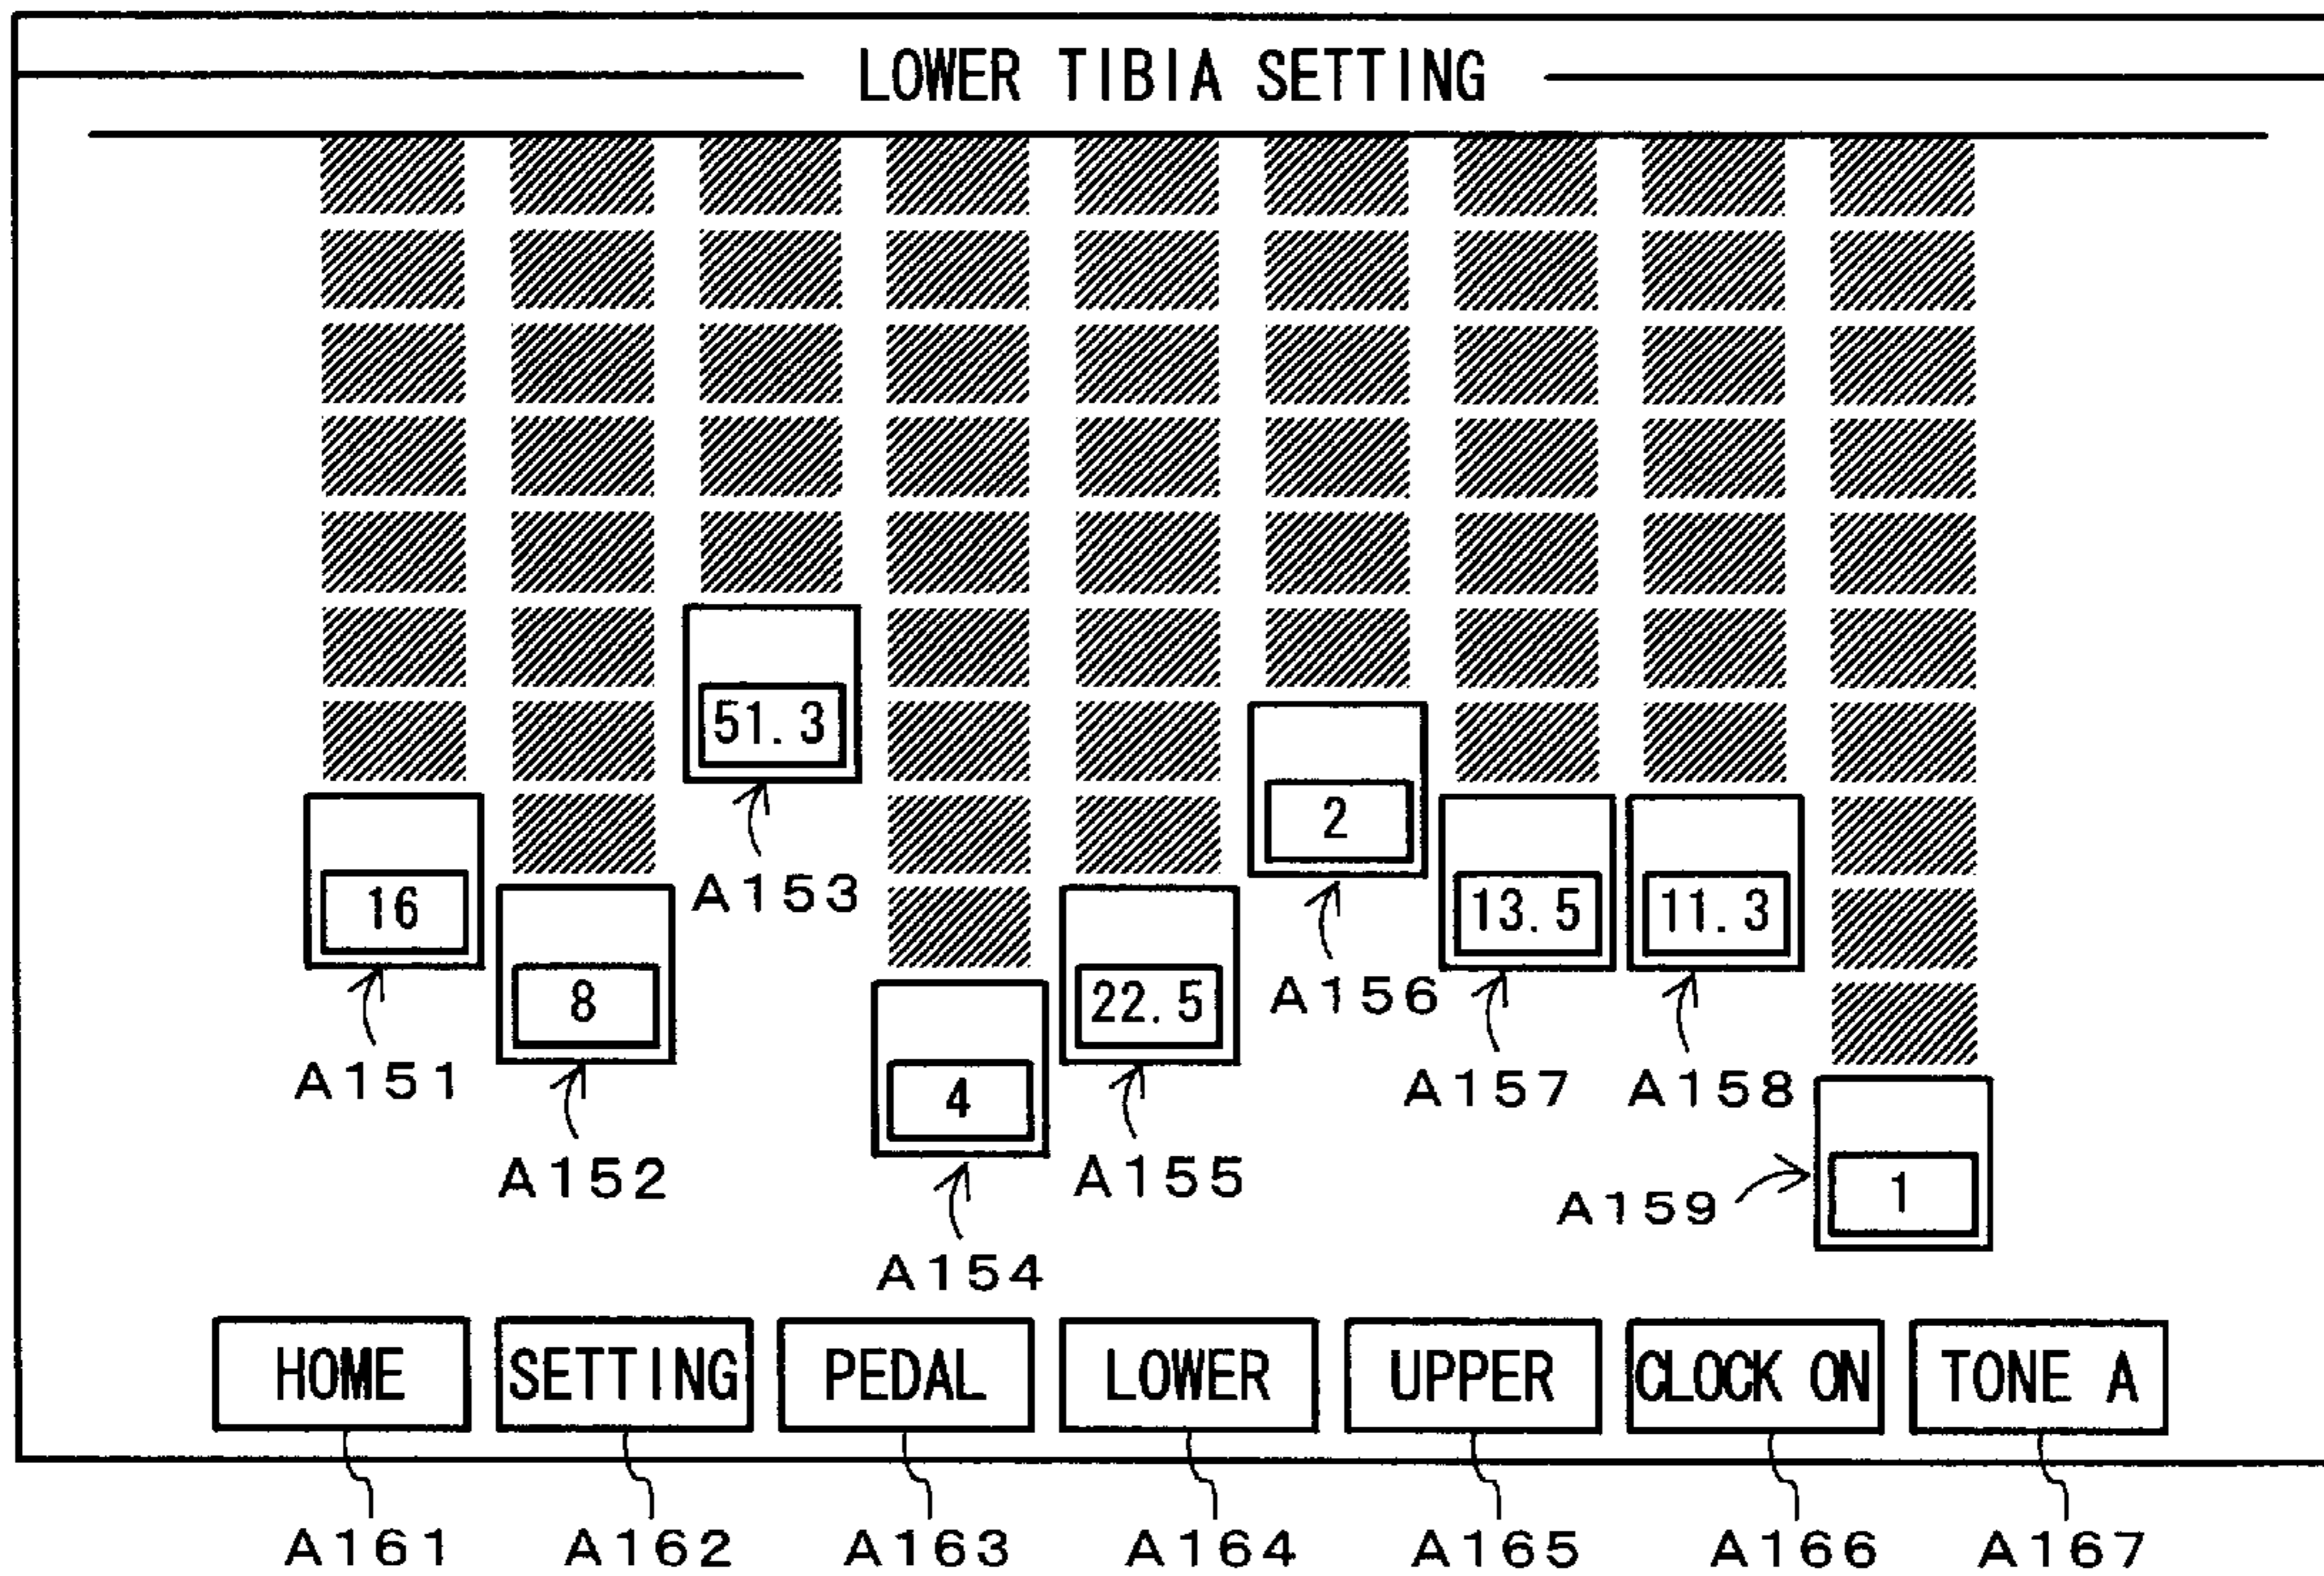 LOWER TIBIA SETTING
51.3
2
A153
16
13.5
11.3
8
22.5
A156
A151
4
A157
A158
A152
A155
1
A159
A154
HOME
SETTING
PEDAL
LOWER
UPPER
CLOCK ON
TONE A
A161
A162
A163
A164
A165
A166
A167